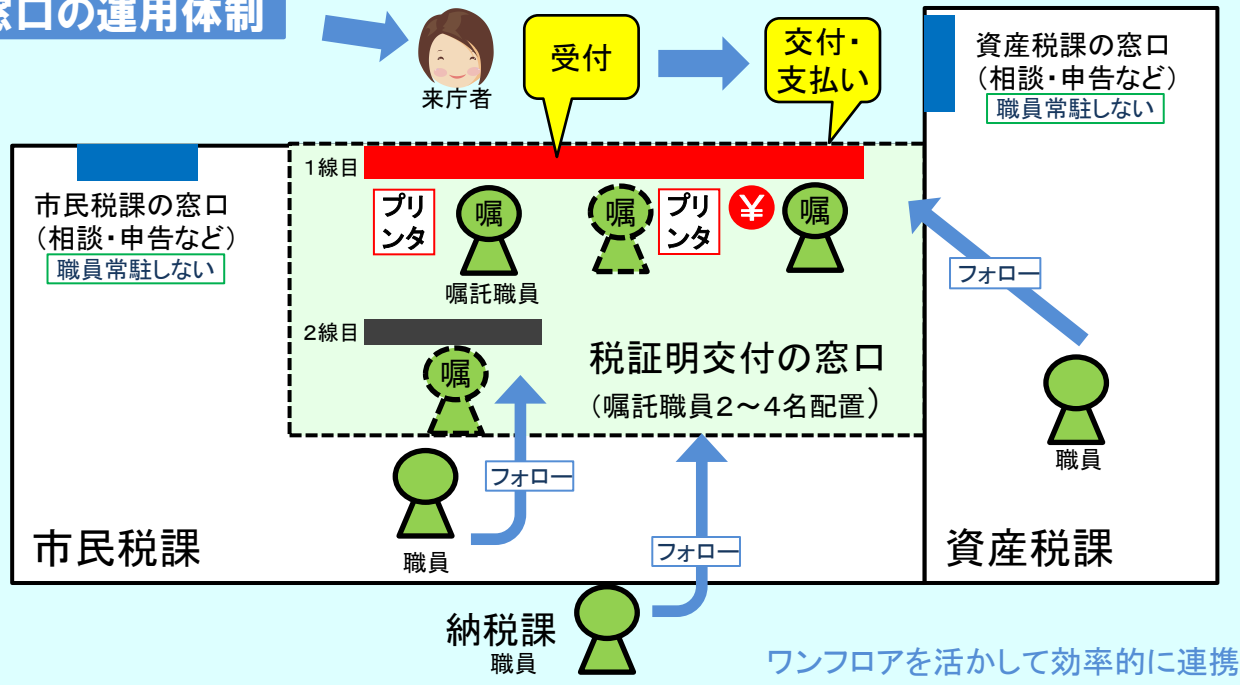 窓口の運用体制
来庁者
受付
交付・
支払い
資産税課の窓口
（相談・申告など）
職員常駐しない
1線目
市民税課の窓口
（相談・申告など）
職員常駐しない
プリ
ンタ
嘱
嘱
プリ
ンタ
¥
嘱
嘱託職員
フォロー
2線目
嘱
税証明交付の窓口
（嘱託職員2～4名配置）
職員
フォロー
職員
フォロー
市民税課
資産税課
納税課
職員
ワンフロアを活かして効率的に連携